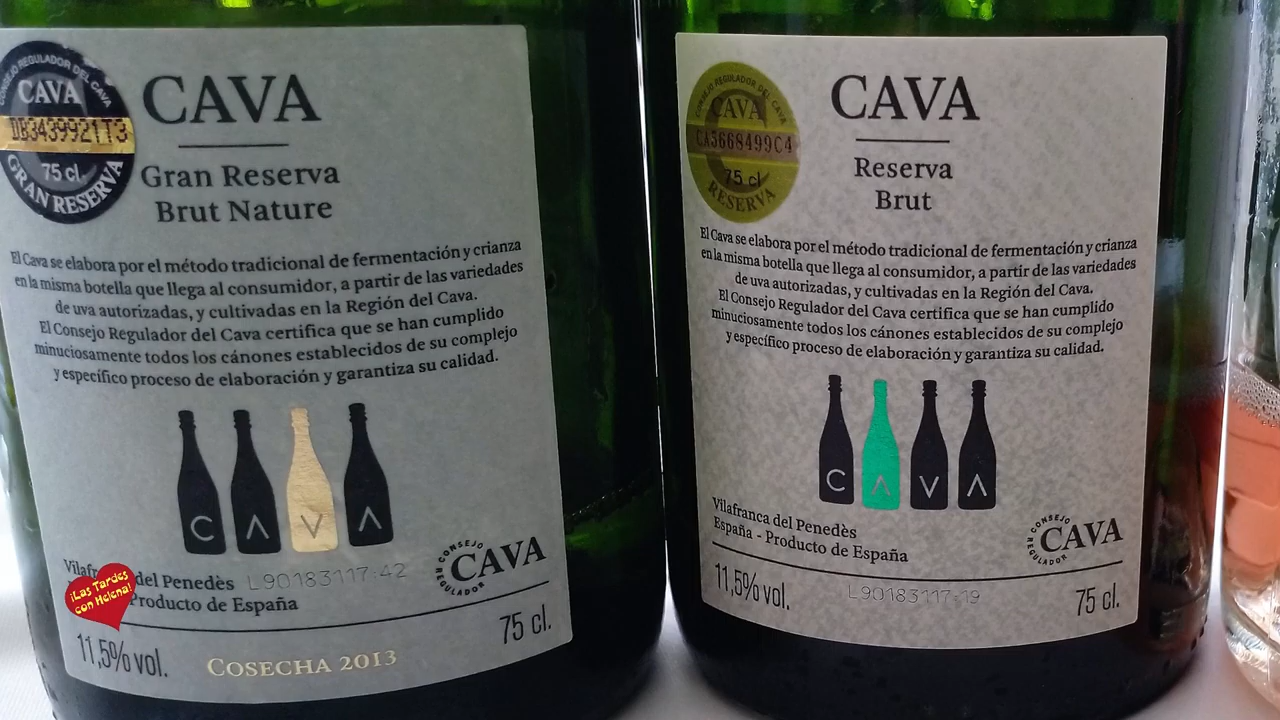 CONSEJO REGULADOR DEL CAVA
CAVA
DB3439921T3
75 cl
GRAN RESERVA
CAVA
Gran Reserva
Brut Nature
El Cava se elabora por el método tradicional de fermentación y crianza
en la misma botella que llega al consumidor, a partir de las variedades
de uva autorizadas, y cultivadas en la Región del Cava.
El Consejo Regulador del Cava certifica que se han cumplido
minuciosamente todos los cánones establecidos de su complejo
y específico proceso de elaboración y garantiza su calidad.
C A V A
del Penedès L90183117:42
Producto de España
¡Las Tardes
con Helena!
CONSEJO REGULADOR
CAVA
11,5% vol.
COSECHA 2013
75 cl.
CONSEJO REGULADOR DEL CAVA
CAVA
CA5668499C4
75 cl
RESERVA
CAVA
Reserva
Brut
El Cava se elabora por el método tradicional de fermentación y crianza
en la misma botella que llega al consumidor, a partir de las variedades
de uva autorizadas, y cultivadas en la Región del Cava.
El Consejo Regulador del Cava certifica que se han cumplido
minuciosamente todos los cánones establecidos de su complejo
y específico proceso de elaboración y garantiza su calidad.
C A V A
Vilafranca del Penedès
España - Producto de España
CONSEJO REGULADOR
CAVA
11,5% vol.
L90183117:19
75 cl.